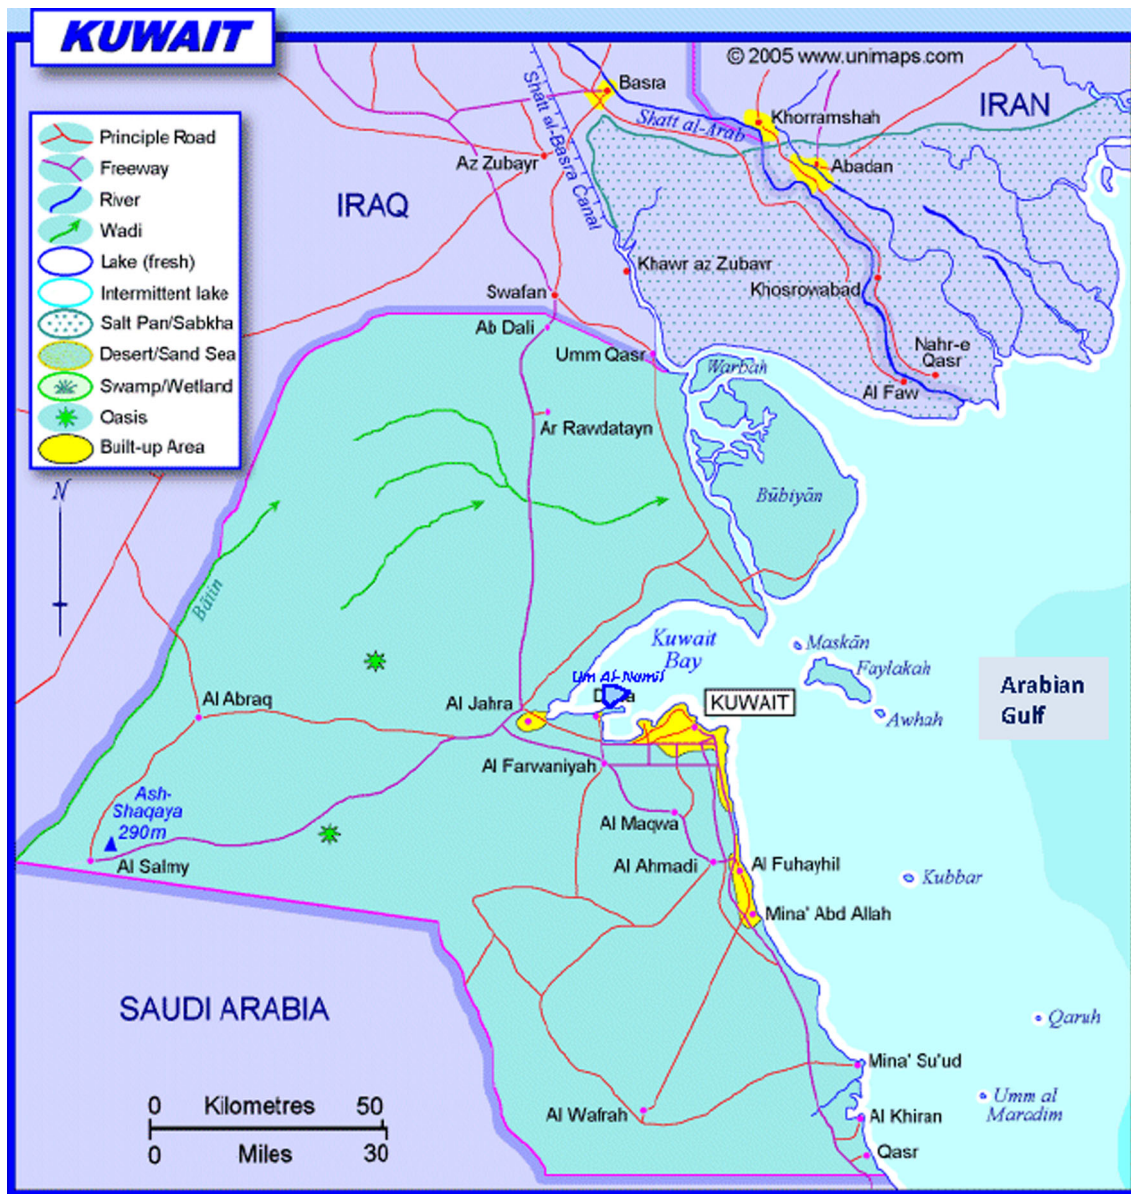 KUWAIT
© 2005 www.unimaps.com
Principle Road
Freeway
River
Wadi
Lake (fresh)
Intermittent lake
Salt Pan/Sabkha
Desert/Sand Sea
Swamp/Wetland
Oasis
Built-up Area
N
Basra
Shatt al-Basra Canal
Shatt al-Arab
Khorramshah
IRAN
Az Zubayr
Abadan
IRAQ
Khawr az Zubavr
Swafan
Khosrowabad
Ab Dali
Umm Qasr
Nahr-e
Qasr
Warbah
Al Faw
Ar Rawdatayn
Būbiyān
Bātin
Kuwait
Bay
Maskān
Faylakah
Um Al-Namil
Arabian
Gulf
Al Abraq
Al Jahra
KUWAIT
Awhah
Al Farwaniyah
Ash-
Shaqaya
290m
Al Maqwa
Al Salmy
Al Ahmadi
Al Fuhayhil
Kubbar
Mina' Abd Allah
SAUDI ARABIA
Qaruh
Mina' Su'ud
Umm al
Maradim
Al Wafrah
Al Khiran
Qasr
0 Kilometres 50
0 Miles 30